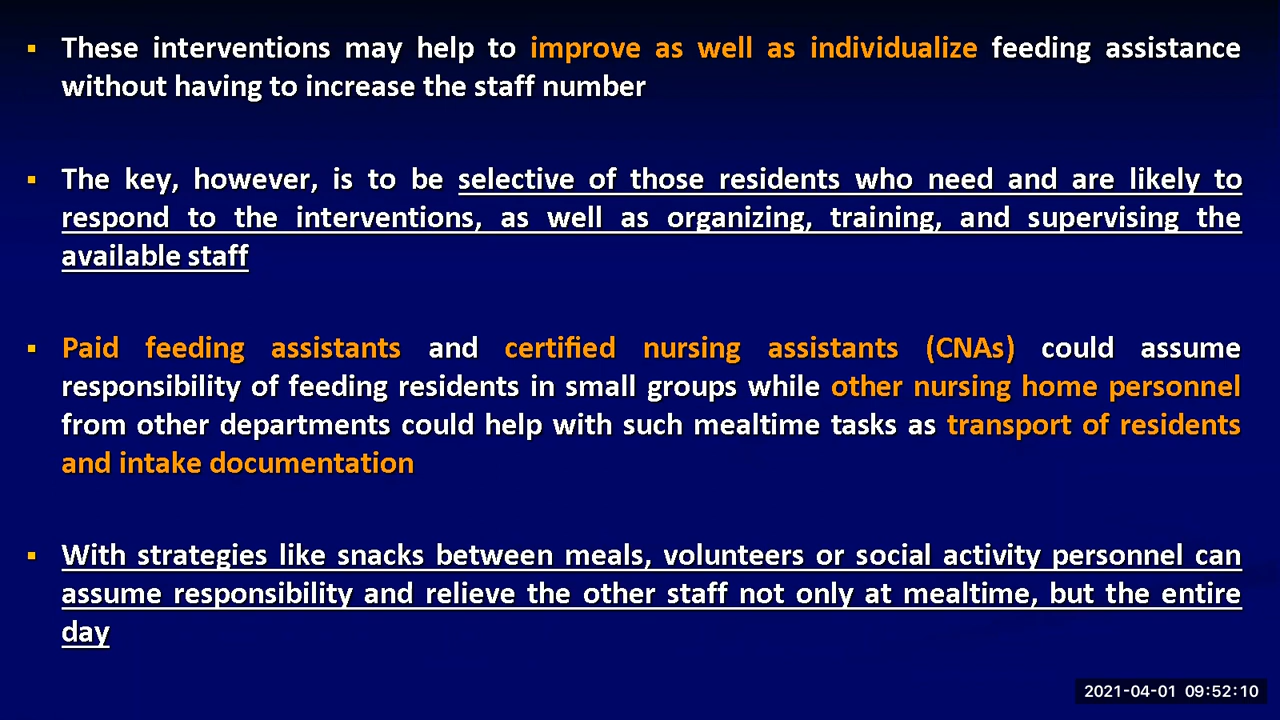 ▪ These interventions may help to improve as well as individualize feeding assistance
without having to increase the staff number
▪ The key, however, is to be selective of those residents who need and are likely to
respond to the interventions, as well as organizing, training, and supervising the
available staff
▪ Paid feeding assistants and certified nursing assistants (CNAs) could assume
responsibility of feeding residents in small groups while other nursing home personnel
from other departments could help with such mealtime tasks as transport of residents
and intake documentation
▪ With strategies like snacks between meals, volunteers or social activity personnel can
assume responsibility and relieve the other staff not only at mealtime, but the entire
day
2021-04-01 09:52:10